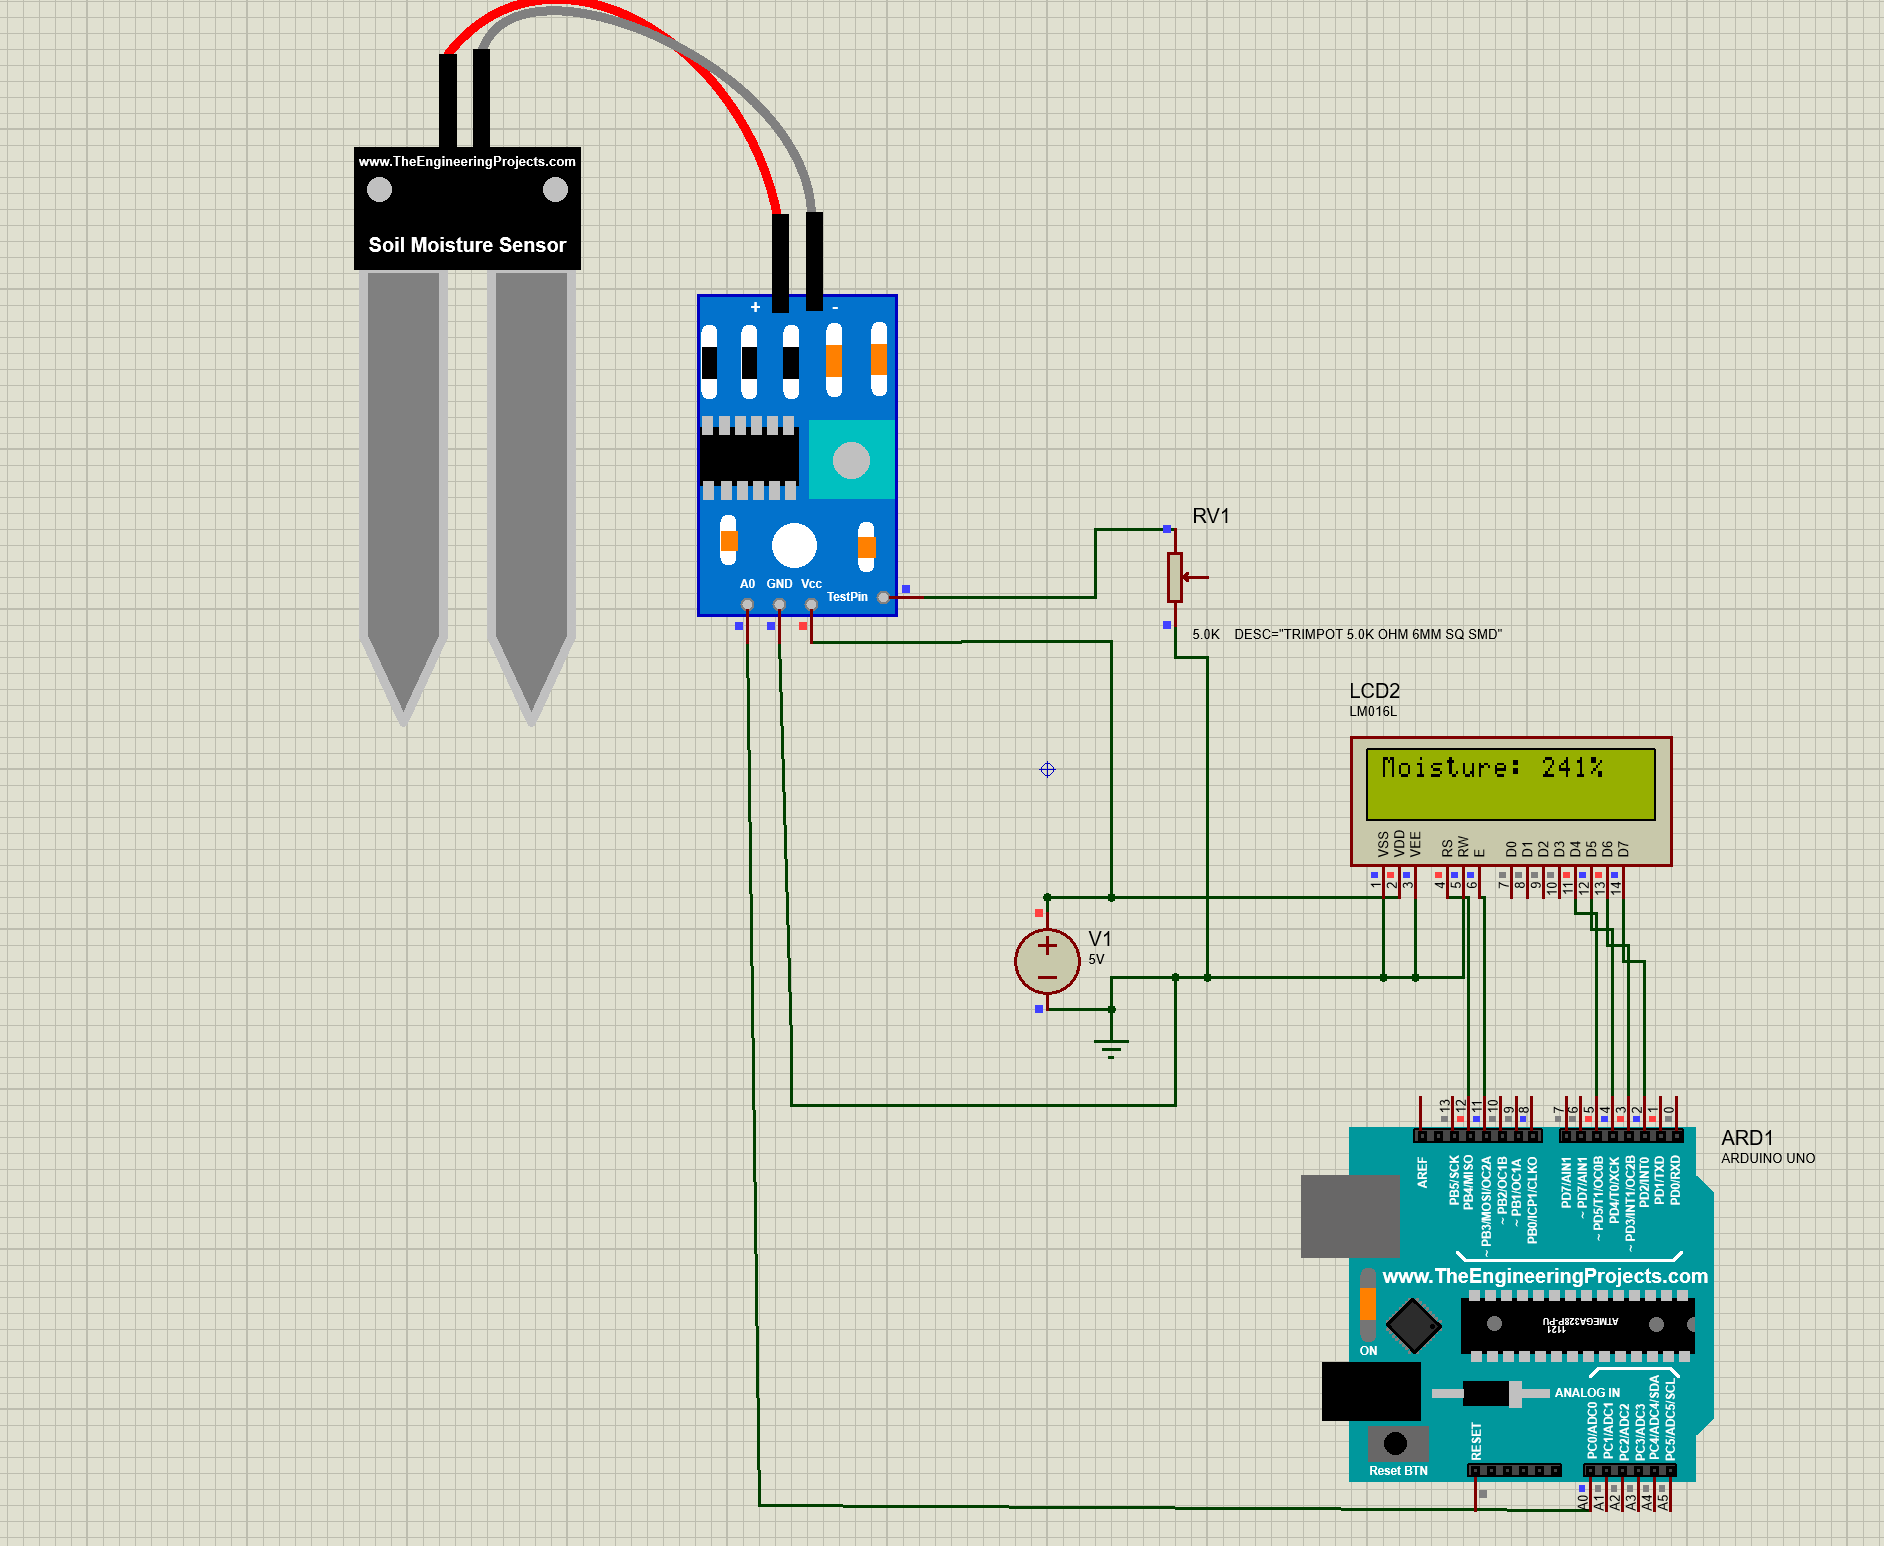 www.TheEngineeringProjects.com
Soil Moisture Sensor
+ -
A0 GND Vcc
TestPin
RV1
5.0K DESC="TRIMPOT 5.0K OHM 6MM SQ SMD"
LCD2
LM016L
Moisture: 241%
VSS VDD VEE RS RW E D0 D1 D2 D3 D4 D5 D6 D7
1 2 3 4 5 6 7 8 9 10 11 12 13 14
V1
5V
13 12 11 10 9 8 7 6 5 4 3 2 1 0
ARD1
ARDUINO UNO
AREF
PB5/SCK
PB4/MISO
~ PB3/MOSI/OC2A
~ PB2/OC1B
~ PB1/OC1A
PB0/ICP1/CLKO
PD7/AIN1
~ PD7/AIN1
~ PD5/T1/OC0B
PD4/T0/XCK
~ PD3/INT1/OC2B
PD2/INT0
PD1/TXD
PD0/RXD
www.TheEngineeringProjects.com
ATMEGA328P-PU
1121
ON
ANALOG IN
RESET
PC0/ADC0
PC1/ADC1
PC2/ADC2
PC3/ADC3
PC4/ADC4/SDA
PC5/ADC5/SCL
Reset BTN
A0 A1 A2 A3 A4 A5